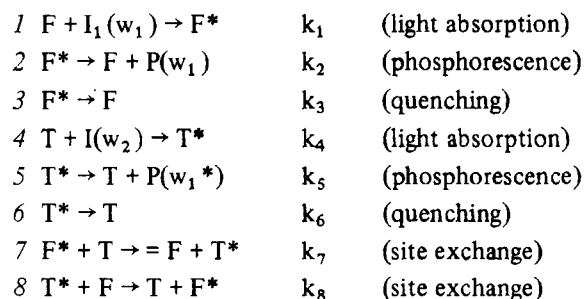 1 F + I₁(w₁) → F* k₁ (light absorption)
2 F* → F + P(w₁) k₂ (phosphorescence)
3 F* → F k₃ (quenching)
4 T + I(w₂) → T* k₄ (light absorption)
5 T* → T + P(w₁*) k₅ (phosphorescence)
6 T* → T k₆ (quenching)
7 F* + T → = F + T* k₇ (site exchange)
8 T* + F → T + F* k₈ (site exchange)